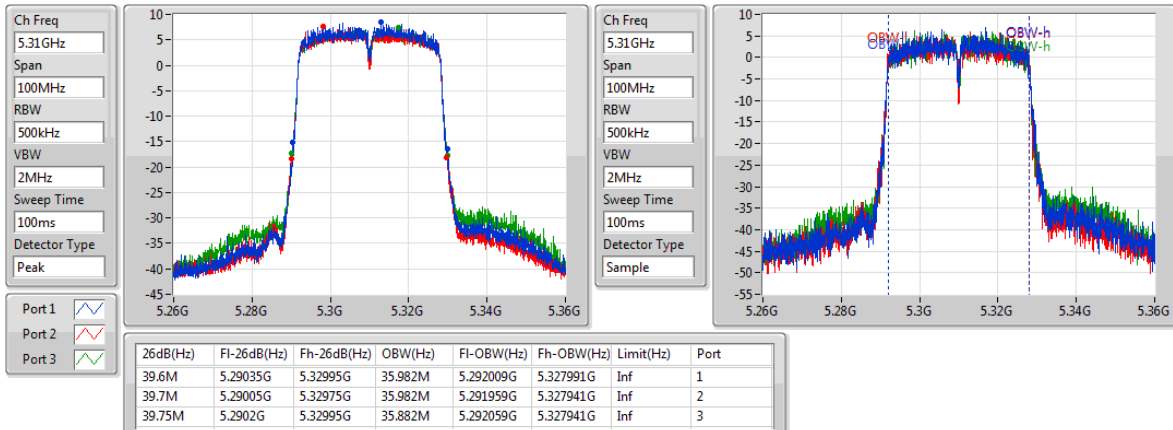 Ch Freq
5.31GHz
Span
100MHz
RBW
500kHz
VBW
2MHz
Sweep Time
100ms
Detector Type
Peak
10
5
0
-5
-10
-15
-20
-25
-30
-35
-40
-45
5.26G 5.28G 5.3G 5.32G 5.34G 5.36G
Port 1
Port 2
Port 3
Ch Freq
5.31GHz
Span
100MHz
RBW
500kHz
VBW
2MHz
Sweep Time
100ms
Detector Type
Sample
10
5
0
-5
-10
-15
-20
-25
-30
-35
-40
-45
-50
-55
OBW-h
5.26G 5.28G 5.3G 5.32G 5.34G 5.36G
26dB(Hz) Fl-26dB(Hz) Fh-26dB(Hz) OBW(Hz) Fl-OBW(Hz) Fh-OBW(Hz) Limit(Hz) Port
39.6M 5.29035G 5.32995G 35.982M 5.292009G 5.327991G Inf 1
39.7M 5.29005G 5.32975G 35.982M 5.291959G 5.327941G Inf 2
39.75M 5.2902G 5.32995G 35.882M 5.292059G 5.327941G Inf 3